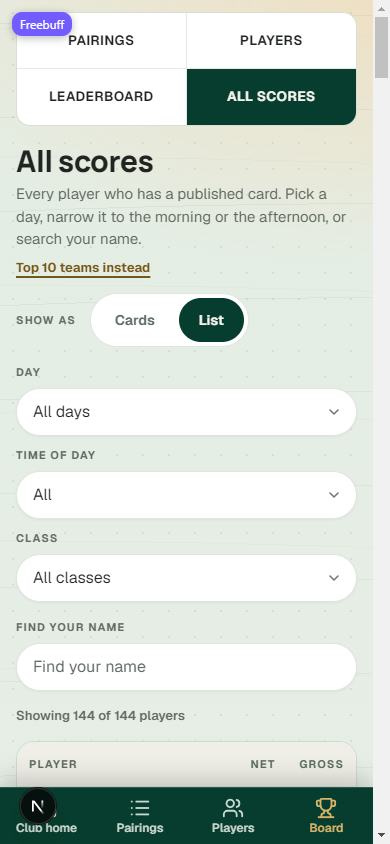 Freebuff
PAIRINGS
PLAYERS
LEADERBOARD
ALL SCORES
All scores
Every player who has a published card. Pick a
day, narrow it to the morning or the afternoon, or
search your name.
Top 10 teams instead
SHOW AS
Cards
List
DAY
All days
TIME OF DAY
All
CLASS
All classes
FIND YOUR NAME
Find your name
Showing 144 of 144 players
PLAYER
NET
GROSS
N
Club home
Pairings
Players
Board